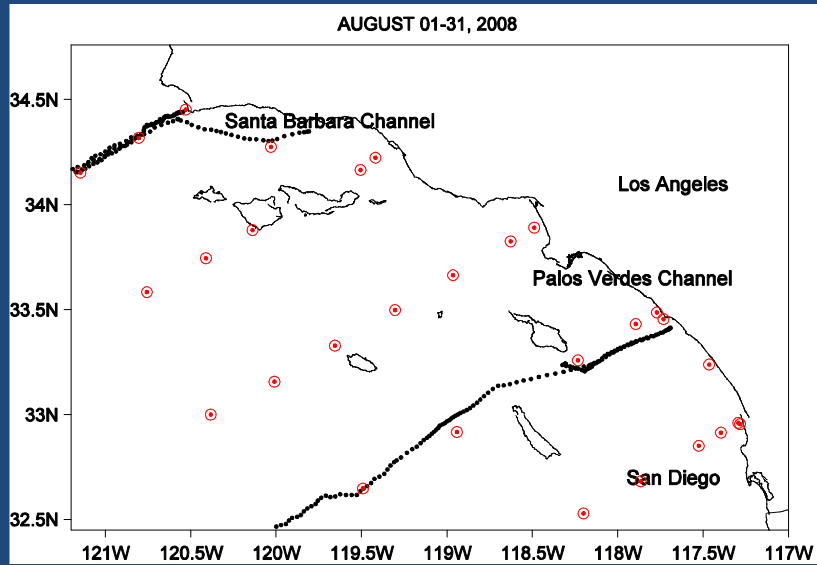 AUGUST 01-31, 2008
34.5N
Santa Barbara Channel
Los Angeles
34N
Palos Verdes Channel
33.5N
33N
San Diego
32.5N
121W 120.5W 120W 119.5W 119W 118.5W 118W 117.5W 117W